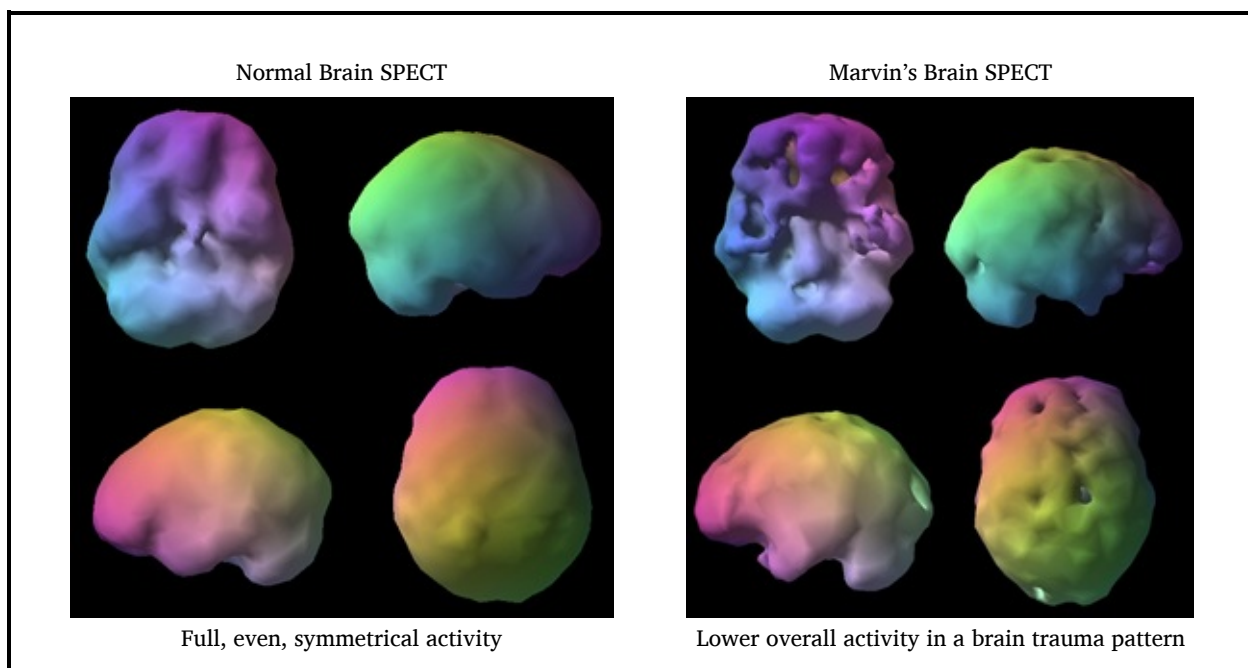 Normal Brain SPECT
Marvin’s Brain SPECT
Full, even, symmetrical activity
Lower overall activity in a brain trauma pattern